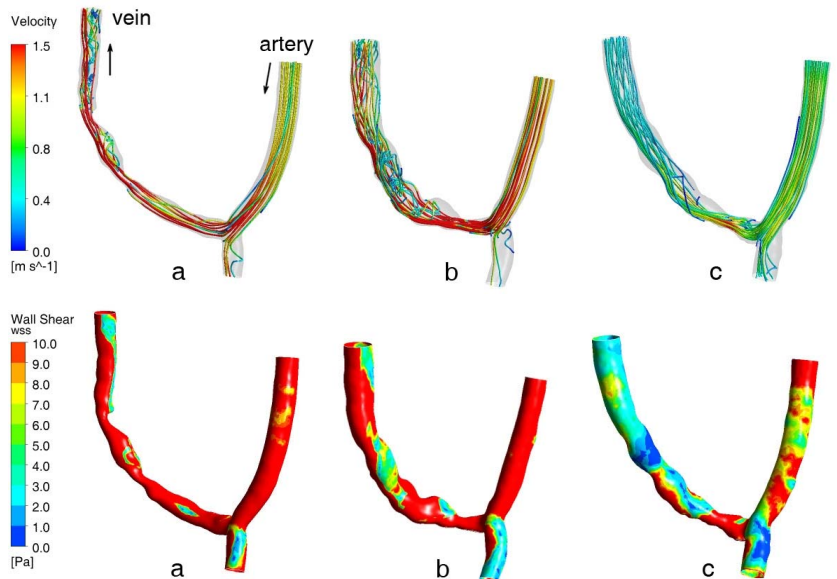 Velocity
vein
artery
1.5
1.1
1.8
0.4
0.0
[m s^-1]
a
b
c
Wall Shear
wss
10.0
9.0
8.0
7.0
6.0
5.0
4.0
3.0
2.0
1.0
0.0
[Pa]
a
b
c